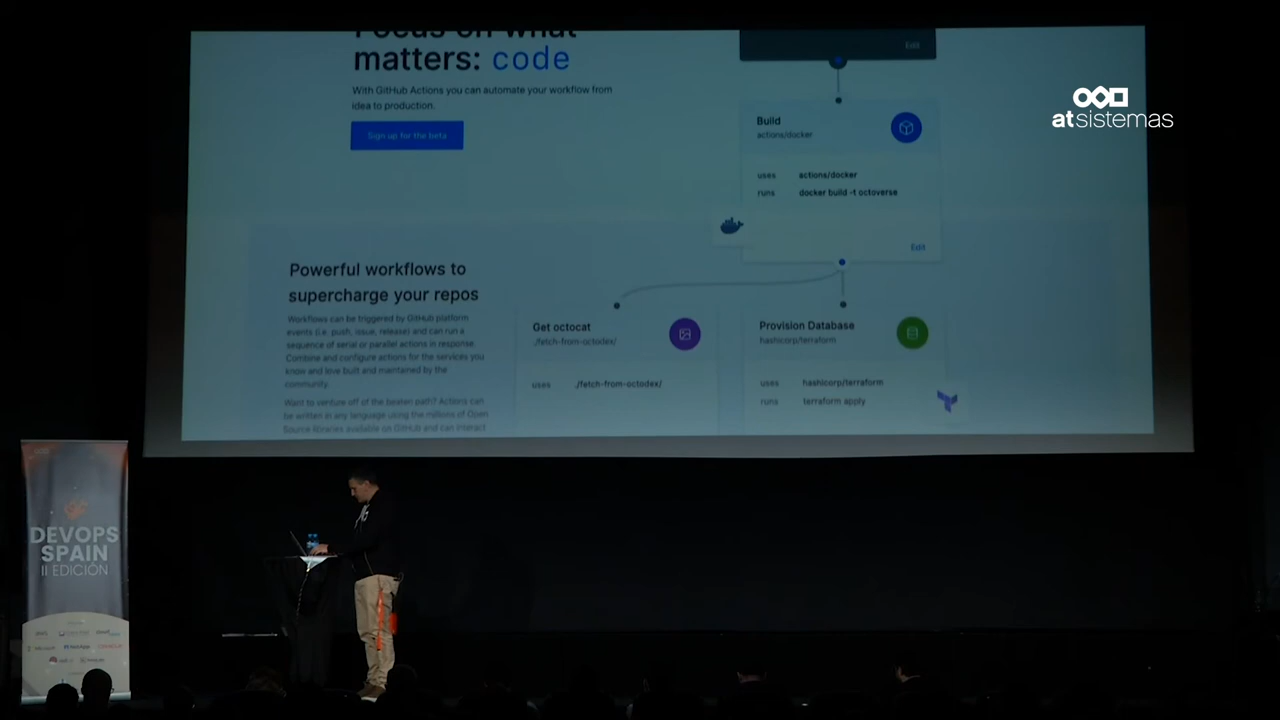 Focus on what
matters: code
With GitHub Actions you can automate your workflow from
idea to production.
Sign up for the beta
Edit
Build
actions/docker
uses actions/docker
runs docker build -t octoverse
Edit
Powerful workflows to
supercharge your repos
Workflows can be triggered by GitHub platform
events (i.e. push, issue, release) and can run a
sequence of serial or parallel actions in response.
Combine and configure actions for the services you
know and love built and maintained by the
community.
Want to venture off of the beaten path? Actions can
be written in any language using the millions of Open
Source libraries available on GitHub and can interact
Get octocat
./fetch-from-octodex/
uses ./fetch-from-octodex/
Provision Database
hashicorp/terraform
uses hashicorp/terraform
runs terraform apply
atsistemas
DEVOPS
SPAIN
II EDICIÓN